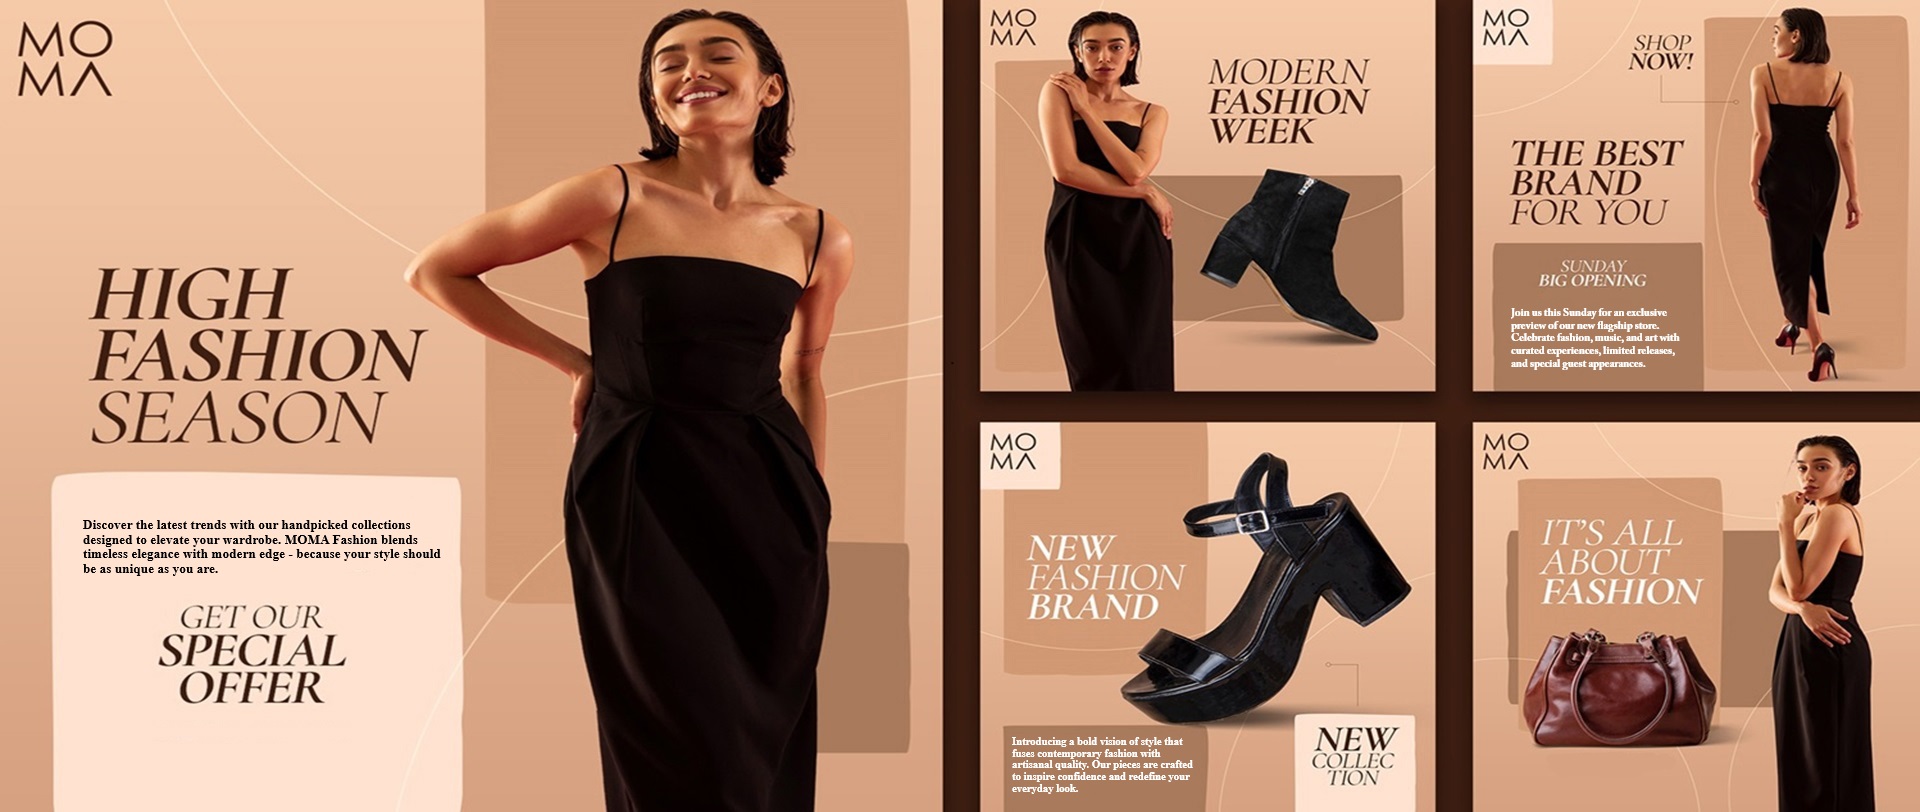 MO
MA
HIGH
FASHION
SEASON
Discover the latest trends with our handpicked collections
designed to elevate your wardrobe. MOMA Fashion blends
timeless elegance with modern edge - because your style should
be as unique as you are.
GET OUR
SPECIAL
OFFER
MO
MA
MODERN
FASHION
WEEK
MO
MA
SHOP
NOW!
THE BEST
BRAND
FOR YOU
SUNDAY
BIG OPENING
Join us this Sunday for an exclusive
preview of our new flagship store.
Celebrate fashion, music, and art with
curated experiences, limited releases,
and special guest appearances.
MO
MA
NEW
FASHION
BRAND
Introducing a bold vision of style that
fuses contemporary fashion with
artisanal quality. Our pieces are crafted
to inspire confidence and redefine your
everyday look.
NEW
COLLEC
TION
MO
MA
IT'S ALL
ABOUT
FASHION